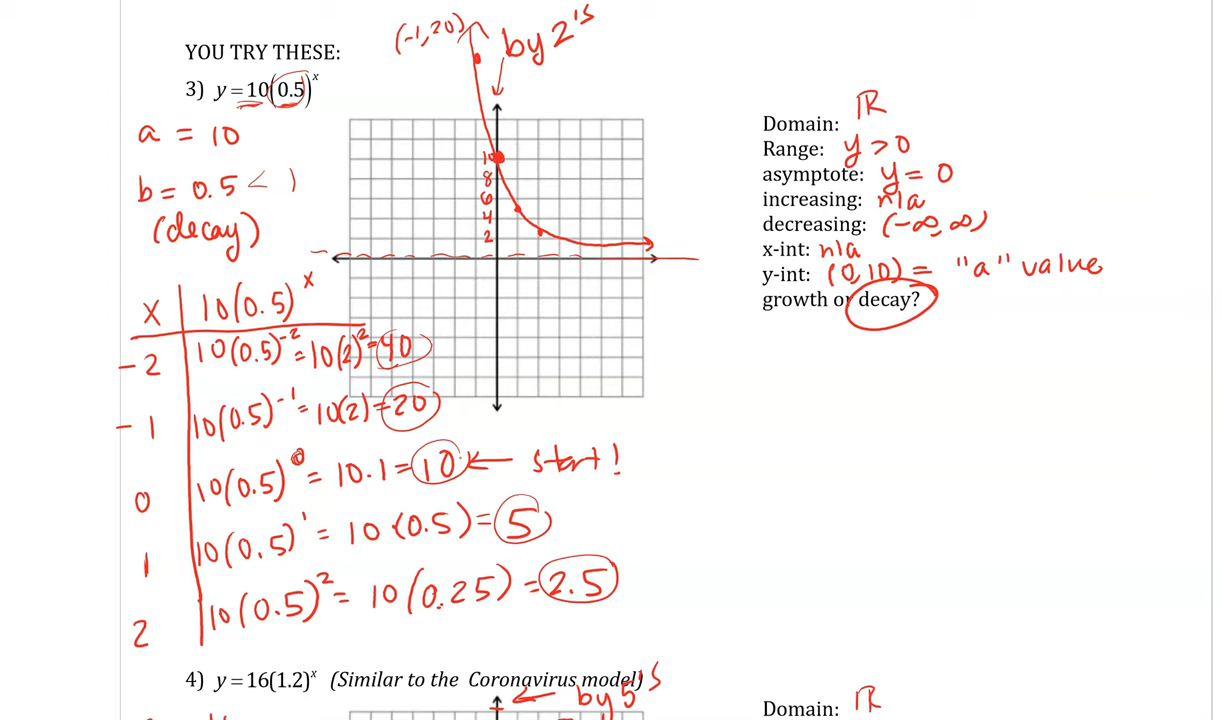 YOU TRY THESE:
3) y = 10(0.5)^x
a = 10
b = 0.5 < 1
(decay)
x | 10(0.5)^x
-2 | 10(0.5)^-2 = 10(2)^2 = 40
-1 | 10(0.5)^-1 = 10(2) = 20
0 | 10(0.5)^0 = 10.1 = 10 ← start!
1 | 10(0.5)^1 = 10(0.5) = 5
2 | 10(0.5)^2 = 10(0.25) = 2.5
(-1,20)
by 2's
10
8
6
4
2
Domain: ℝ
Range: y > 0
asymptote: y = 0
increasing: n/a
decreasing: (-∞, ∞)
x-int: n/a
y-int: (0,10) = "a" value
growth or decay?
4) y = 16(1.2)^x (Similar to the Coronavirus model)
← by 5's
Domain: ℝ